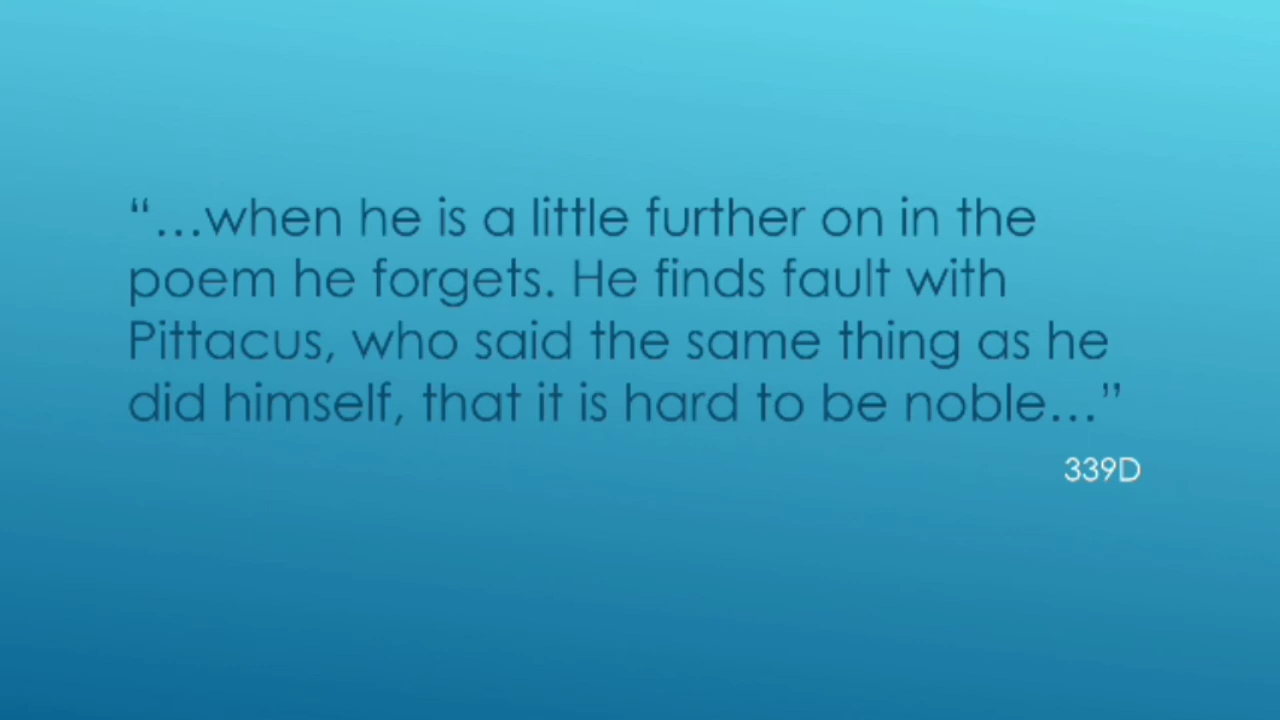 “…when he is a little further on in the
poem he forgets. He finds fault with
Pittacus, who said the same thing as he
did himself, that it is hard to be noble…”
339D